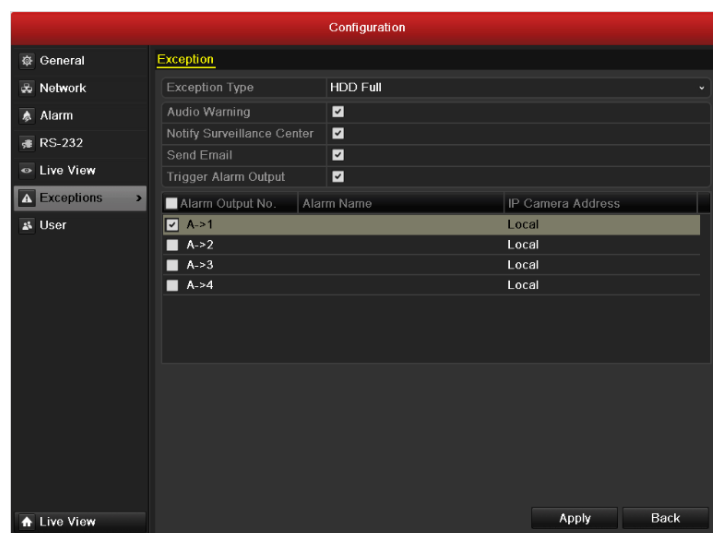 Configuration
General
Network
Alarm
RS-232
Live View
Exceptions
User
Live View
Exception
Exception Type HDD Full
Audio Warning
Notify Surveillance Center
Send Email
Trigger Alarm Output
Alarm Output No. Alarm Name IP Camera Address
A->1 Local
A->2 Local
A->3 Local
A->4 Local
Apply Back